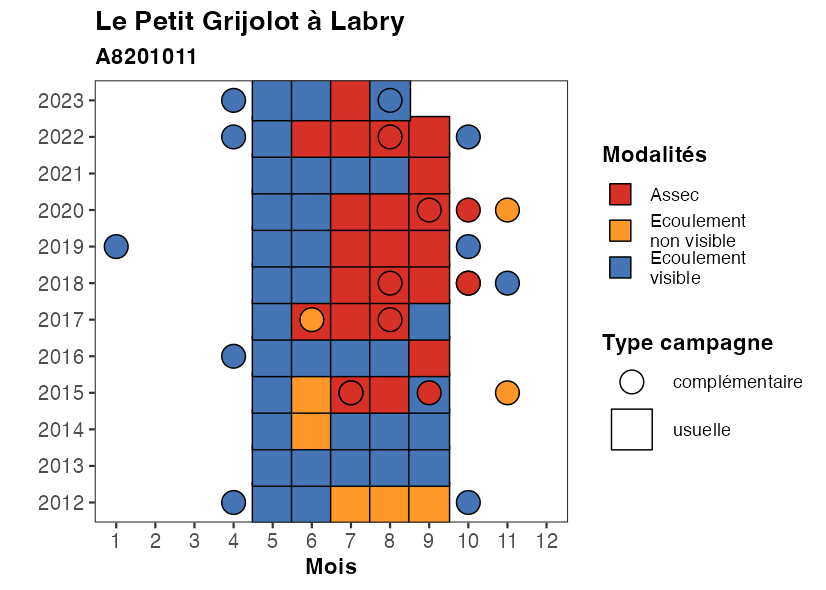 Le Petit Grijolot à Labry
A8201011
2023
2022
2021
2020
2019
2018
2017
2016
2015
2014
2013
2012
1 2 3 4 5 6 7 8 9 10 11 12
Mois
Modalités
Assec
Ecoulement
non visible
Ecoulement
visible
Type campagne
complémentaire
usuelle